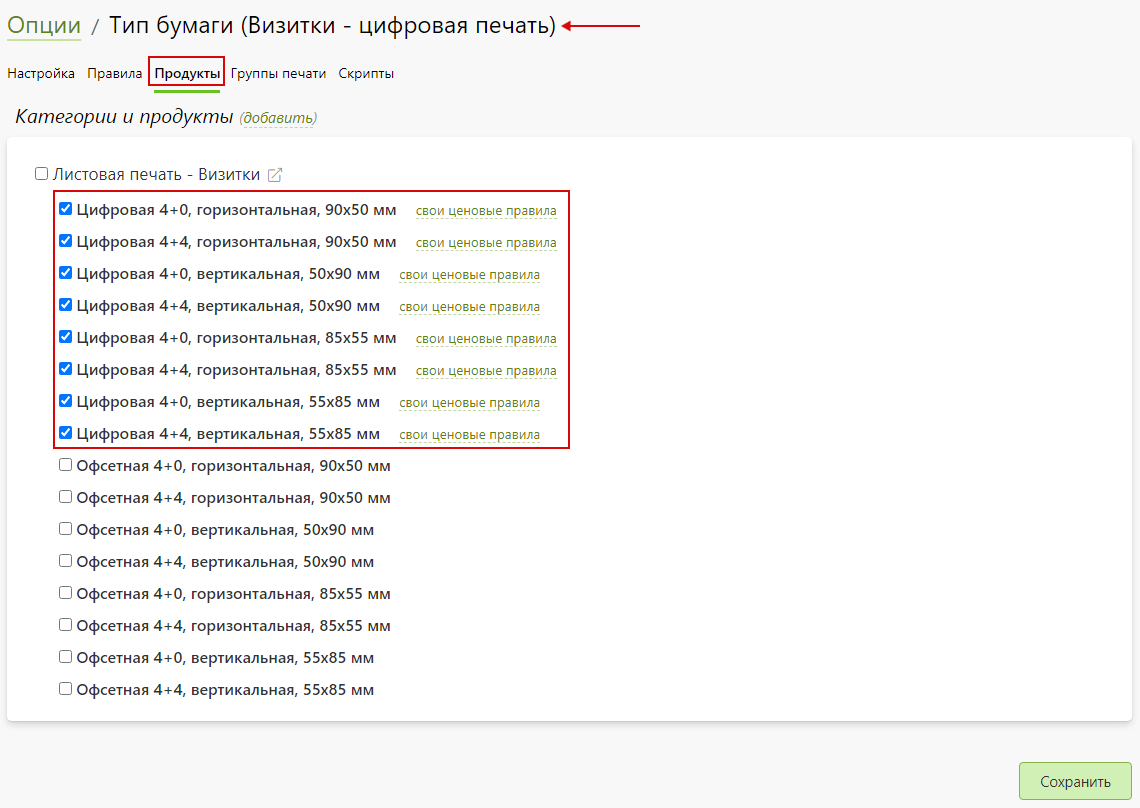 Опции / Тип бумаги (Визитки - цифровая печать)
Настройка Правила Продукты Группы печати Скрипты
Категории и продукты (добавить)
Листовая печать - Визитки
Цифровая 4+0, горизонтальная, 90x50 мм свои ценовые правила
Цифровая 4+4, горизонтальная, 90x50 мм свои ценовые правила
Цифровая 4+0, вертикальная, 50x90 мм свои ценовые правила
Цифровая 4+4, вертикальная, 50x90 мм свои ценовые правила
Цифровая 4+0, горизонтальная, 85x55 мм свои ценовые правила
Цифровая 4+4, горизонтальная, 85x55 мм свои ценовые правила
Цифровая 4+0, вертикальная, 55x85 мм свои ценовые правила
Цифровая 4+4, вертикальная, 55x85 мм свои ценовые правила
Офсетная 4+0, горизонтальная, 90x50 мм
Офсетная 4+4, горизонтальная, 90x50 мм
Офсетная 4+0, вертикальная, 50x90 мм
Офсетная 4+4, вертикальная, 50x90 мм
Офсетная 4+0, горизонтальная, 85x55 мм
Офсетная 4+4, горизонтальная, 85x55 мм
Офсетная 4+0, вертикальная, 55x85 мм
Офсетная 4+4, вертикальная, 55x85 мм
Сохранить